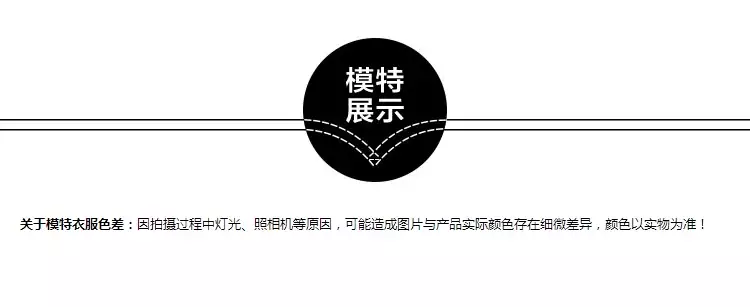 模特
展示
关于模特衣服色差：因拍摄过程中灯光、照相机等原因，可能造成图片与产品实际颜色存在细微差异，颜色以实物为准！